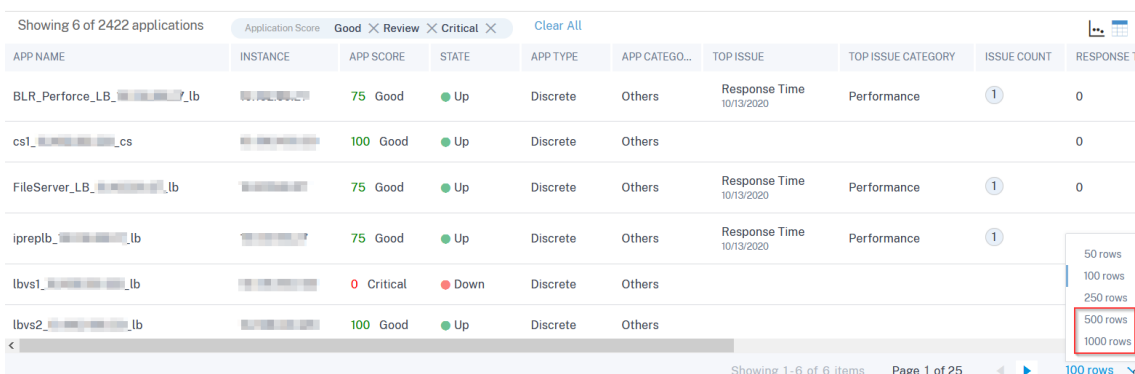 Showing 6 of 2422 applications Application Score Good × Review × Critical × Clear All
APP NAME INSTANCE APP SCORE STATE APP TYPE APP CATEGO... TOP ISSUE TOP ISSUE CATEGORY ISSUE COUNT RESPONSE T
BLR_Perforce_LB_ _lb 75 Good Up Discrete Others Response Time Performance 1 0
10/13/2020
cs1_ _cs 100 Good Up Discrete Others 0
FileServer_LB_ _lb 75 Good Up Discrete Others Response Time Performance 1 0
10/13/2020
ipreplb_ _lb 75 Good Up Discrete Others Response Time Performance 1
10/13/2020
lbvs1_ _lb 0 Critical Down Discrete Others
lbvs2_ _lb 100 Good Up Discrete Others
50 rows
100 rows
250 rows
500 rows
1000 rows
Showing 1-6 of 6 items Page 1 of 25 100 rows